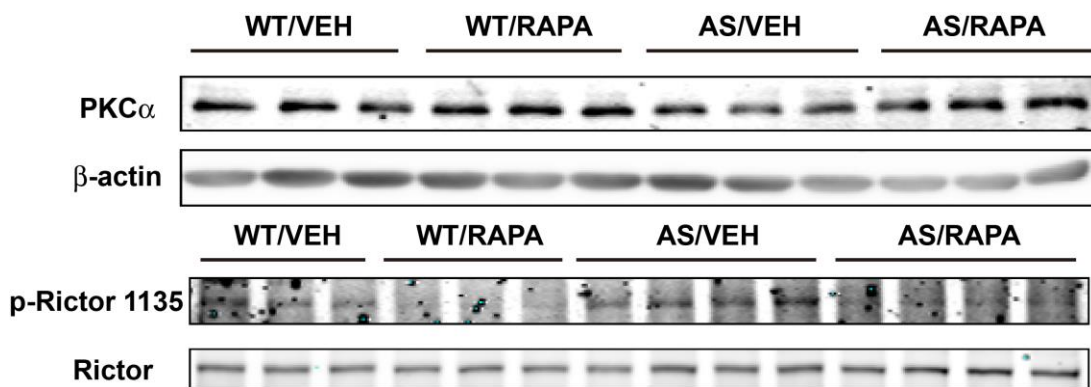 WT/VEH WT/RAPA AS/VEH AS/RAPA
PKCα
β-actin
WT/VEH WT/RAPA AS/VEH AS/RAPA
p-Rictor 1135
Rictor